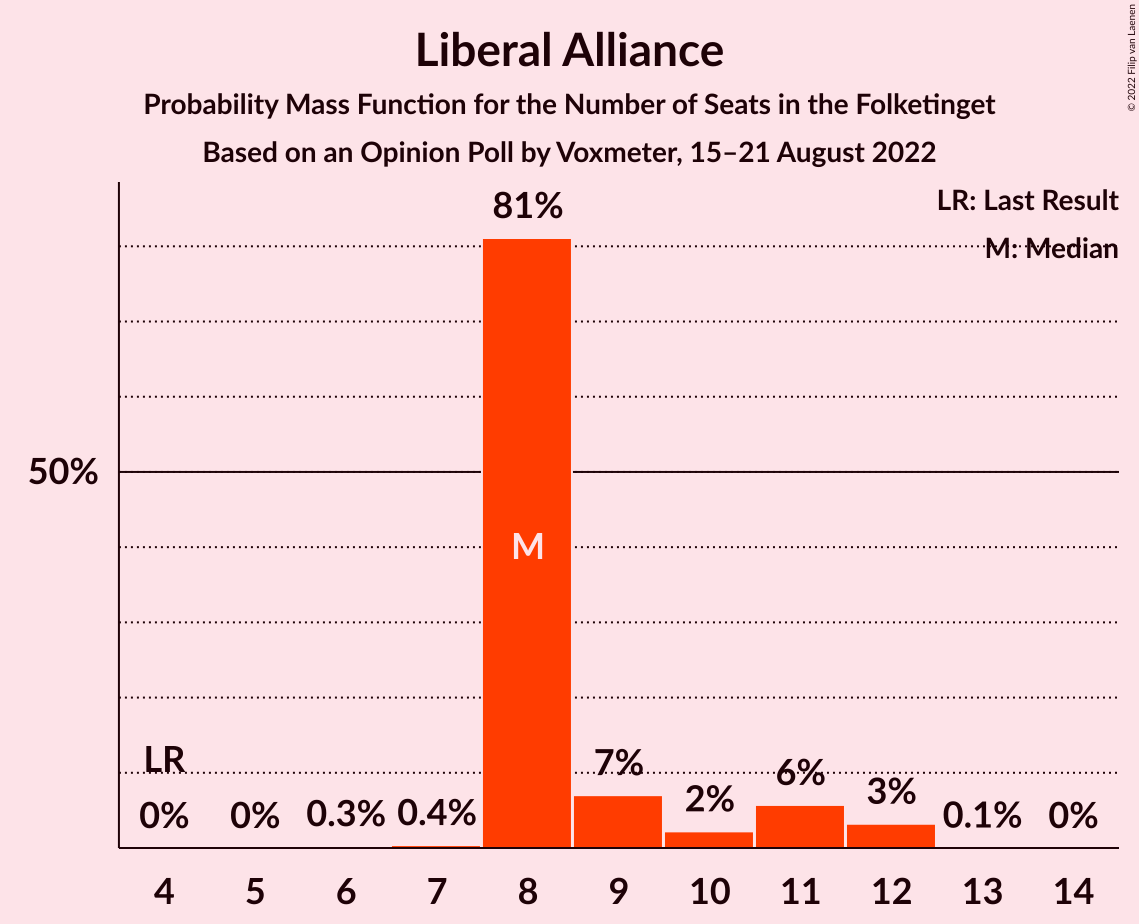 Liberal Alliance
Probability Mass Function for the Number of Seats in the Folketinget
Based on an Opinion Poll by Voxmeter, 15–21 August 2022
© 2022 Filip van Laenen
LR: Last Result
M: Median
81%
50%
M
LR
0% 0% 0.3% 0.4% 7% 2% 6% 3% 0.1% 0%
4 5 6 7 8 9 10 11 12 13 14